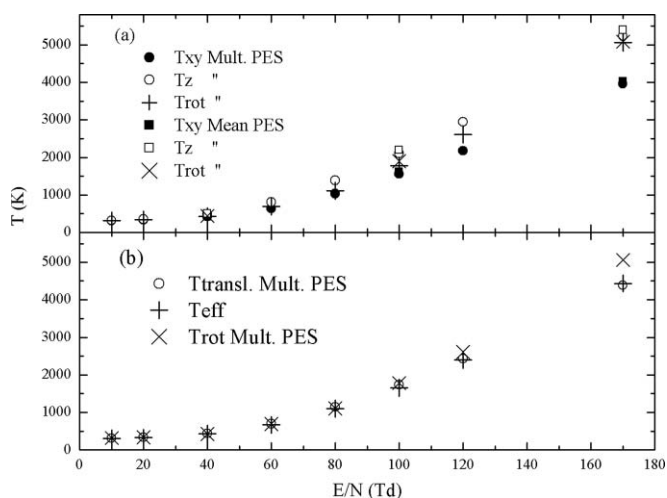 5000
4000
3000
2000
1000
0
(a)
Txy Mult. PES
Tz "
Trot "
Txy Mean PES
Tz "
Trot "
T (K)
5000
4000
3000
2000
1000
0
(b)
Ttransl. Mult. PES
Teff
Trot Mult. PES
0 20 40 60 80 100 120 140 160 180
E/N (Td)